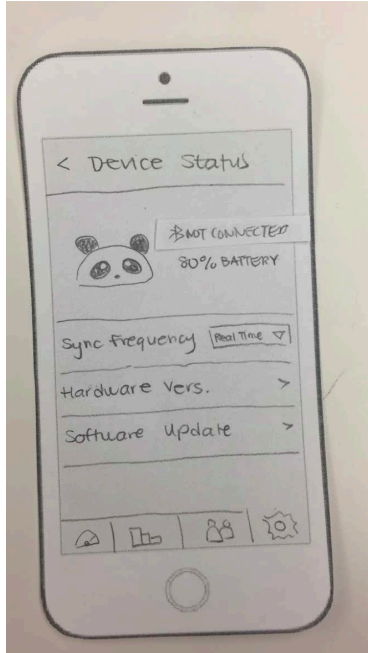 < Device Status
NOT CONNECTED
80% BATTERY
Sync Frequency Real Time
Hardware Vers. >
Software Update >